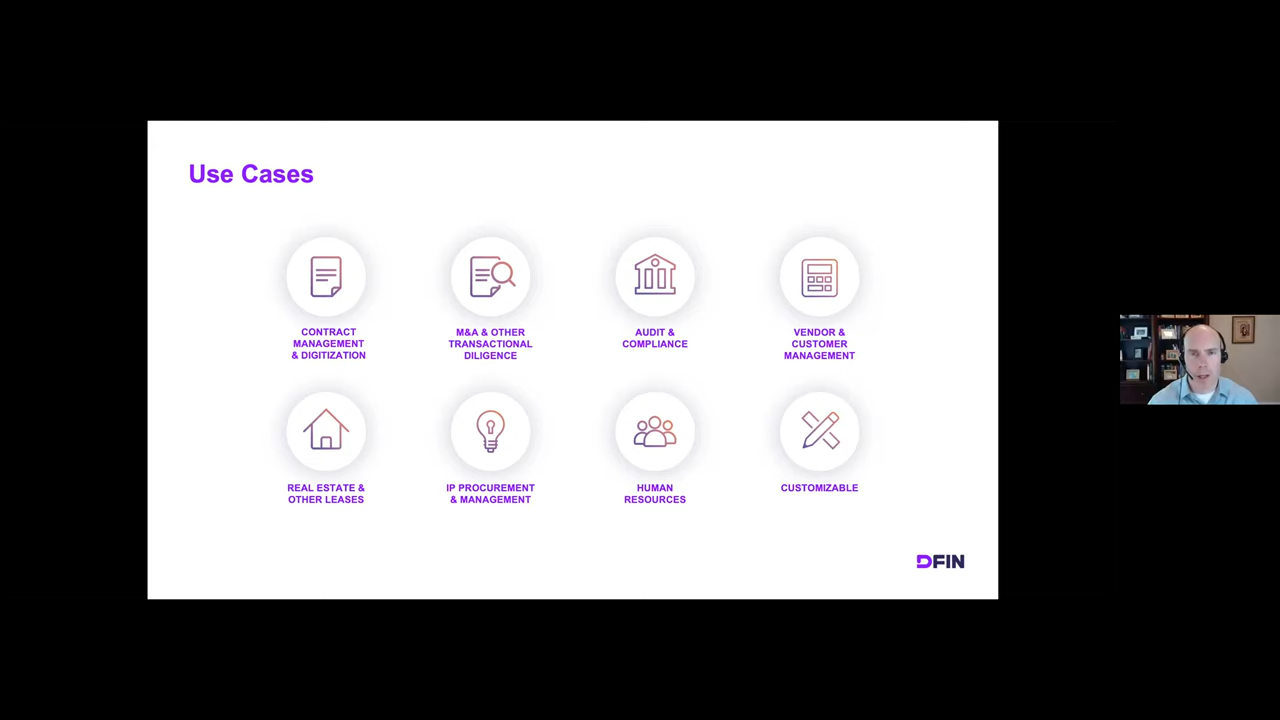 Use Cases
CONTRACT
MANAGEMENT
& DIGITIZATION
M&A & OTHER
TRANSACTIONAL
DILIGENCE
AUDIT &
COMPLIANCE
VENDOR &
CUSTOMER
MANAGEMENT
REAL ESTATE &
OTHER LEASES
IP PROCUREMENT
& MANAGEMENT
HUMAN
RESOURCES
CUSTOMIZABLE
DFIN